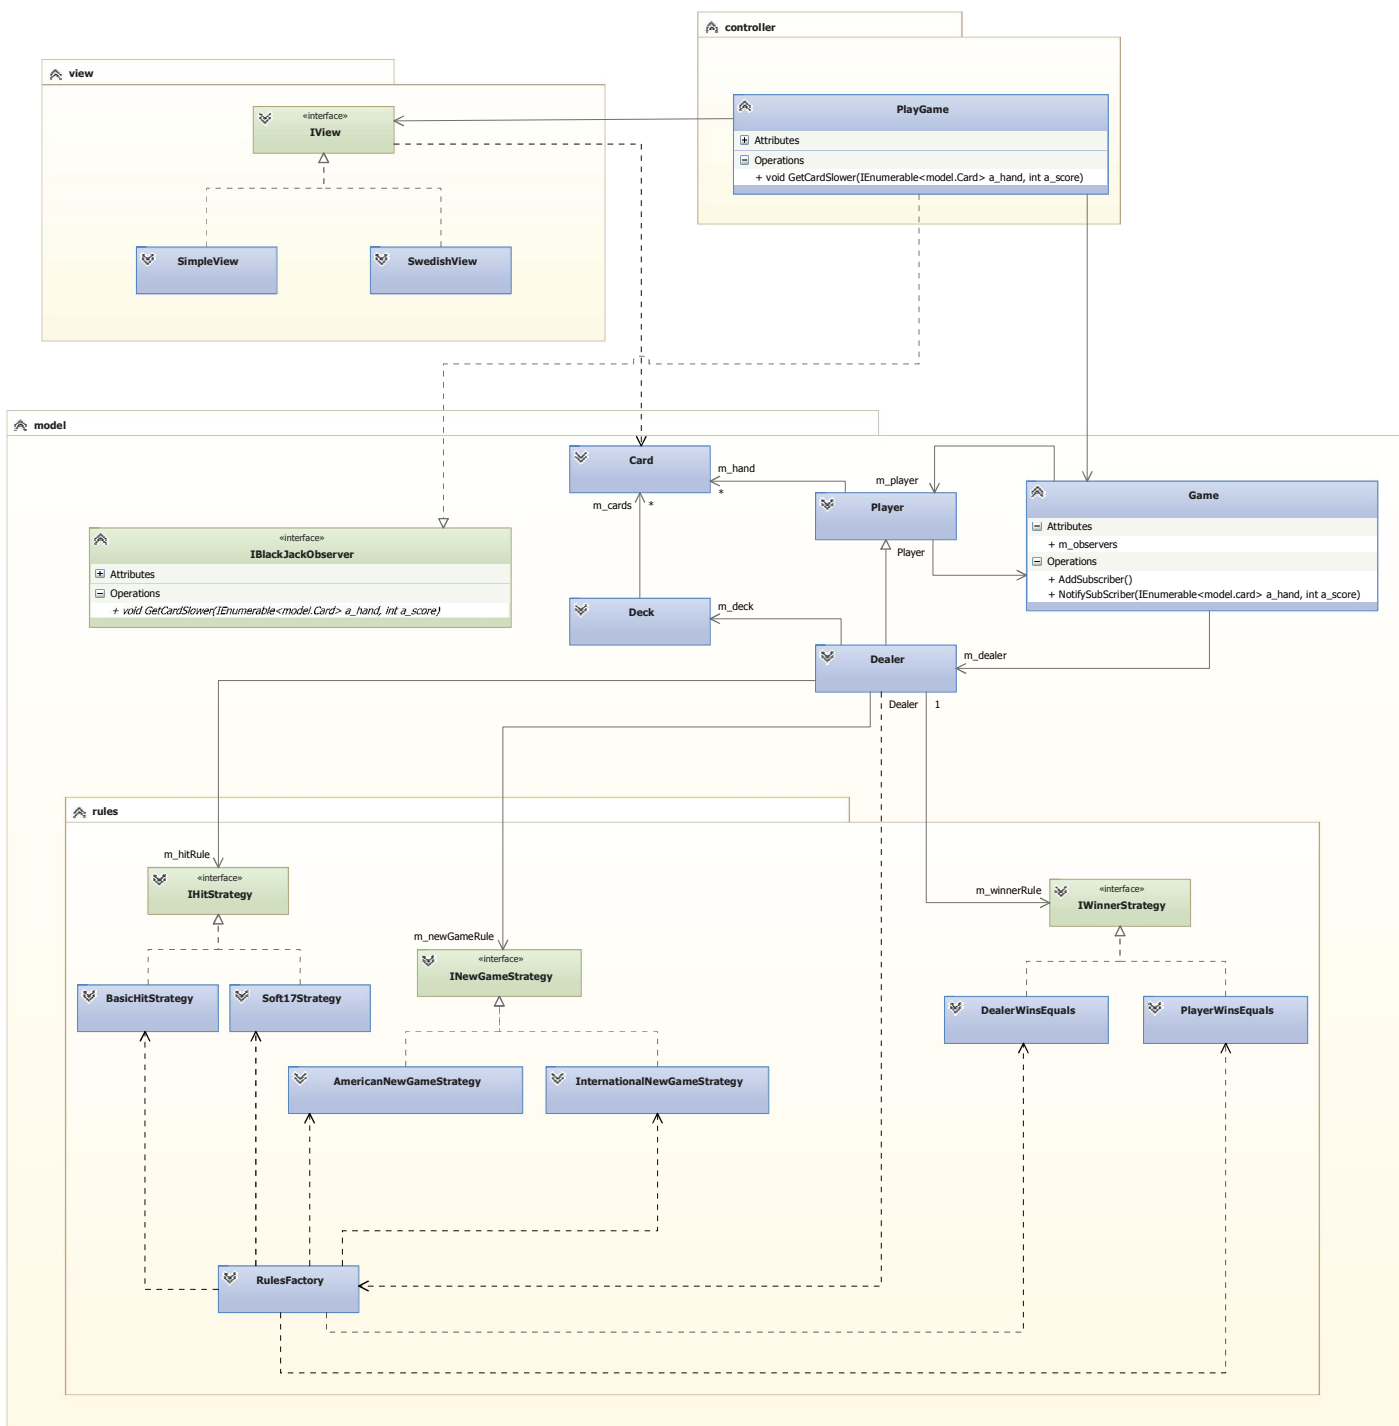 controller
view
PlayGame
Attributes
Operations
+ void GetCardSlower(IEnumerable<model.Card> a_hand, int a_score)
«interface»
IView
SimpleView
SwedishView
model
Card
m_hand
*
m_cards
*
m_player
Player
Player
Game
Attributes
+ m_observers
Operations
+ AddSubscriber()
+ NotifySubScriber(IEnumerable<model.card> a_hand, int a_score)
«interface»
IBlackJackObserver
Attributes
Operations
+ void GetCardSlower(IEnumerable<model.Card> a_hand, int a_score)
Deck
m_deck
Dealer
m_dealer
Dealer
1
rules
m_hitRule
«interface»
IHitStrategy
m_winnerRule
«interface»
IWinnerStrategy
m_newGameRule
«interface»
INewGameStrategy
BasicHitStrategy
Soft17Strategy
DealerWinsEquals
PlayerWinsEquals
AmericanNewGameStrategy
InternationalNewGameStrategy
RulesFactory